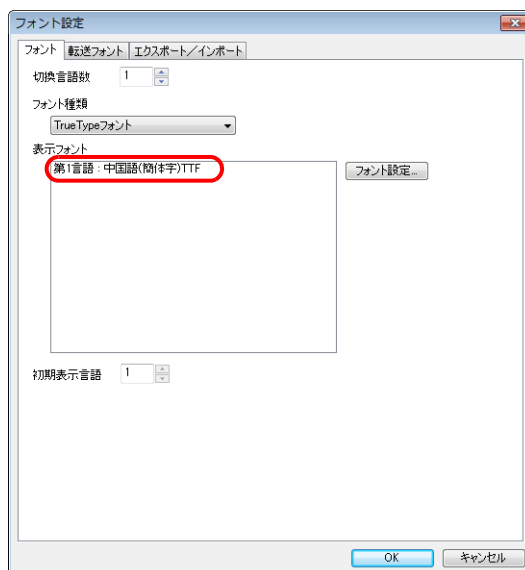 フォント設定
フォント 転送フォント エクスポート／インポート
切換言語数 1
フォント種類
TrueTypeフォント
表示フォント
第1言語：中国語(簡体字)TTF
フォント設定...
初期表示言語 1
OK キャンセル